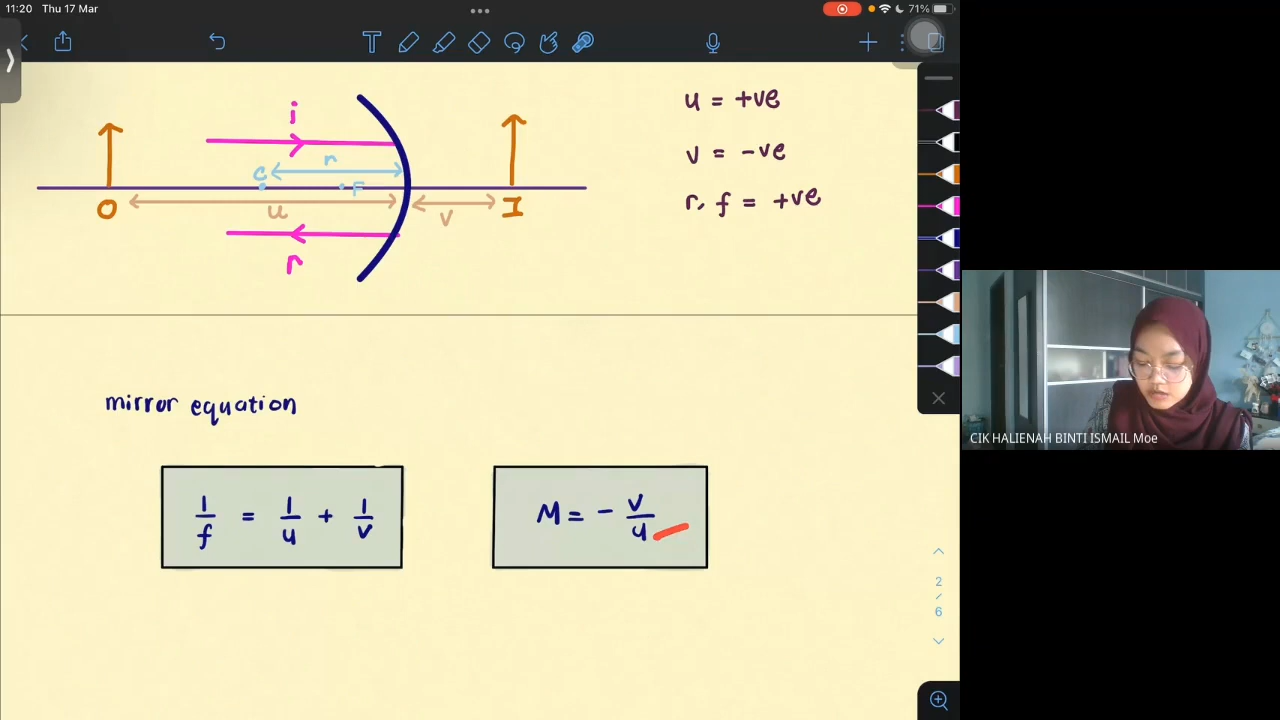 11:20 Thu 17 Mar
71%
T
u = +ve
v = -ve
r, f = +ve
i
r
C
F
O
u
v
I
r
mirror equation
1/f = 1/u + 1/v
M = - v/u
2
/
6
CIK HALIENAH BINTI ISMAIL Moe